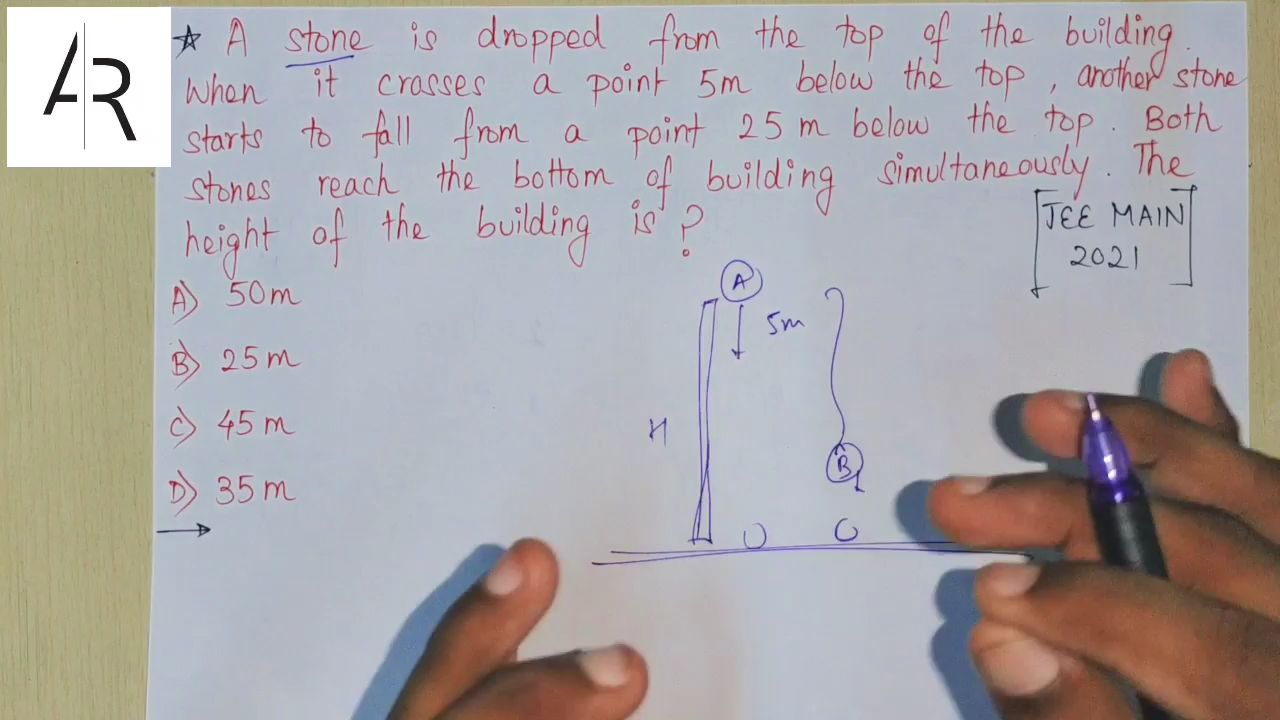 AR
☆ A stone is dropped from the top of the building.
When it crasses a point 5m below the top, another stone
starts to fall from a point 25 m below the top. Both
stones reach the bottom of building simultaneously. The
height of the building is?
[JEE MAIN
2021]
A) 50m
B) 25m
C) 45m
D) 35m
A
5m
H
B